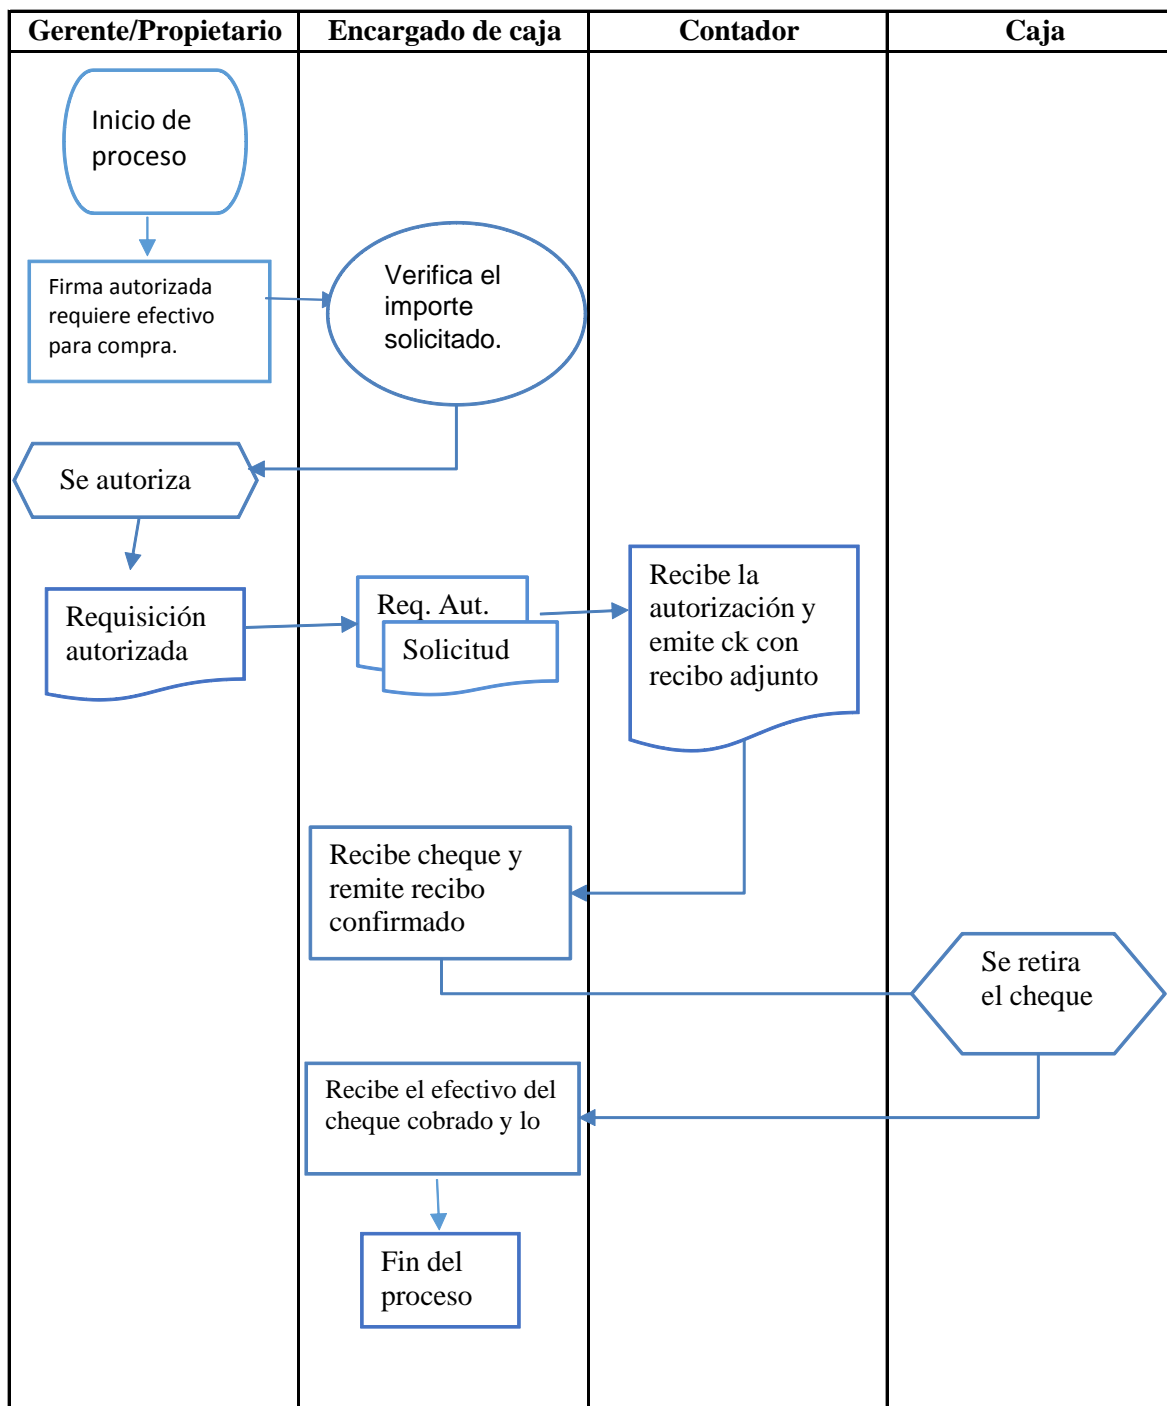 Gerente/Propietario
Encargado de caja
Contador
Caja
Inicio de
proceso
Firma autorizada
requiere efectivo
para compra.
Verifica el
importe
solicitado.
Se autoriza
Requisición
autorizada
Req. Aut.
Solicitud
Recibe la
autorización y
emite ck con
recibo adjunto
Recibe cheque y
remite recibo
confirmado
Se retira
el cheque
Recibe el efectivo del
cheque cobrado y lo
Fin del
proceso